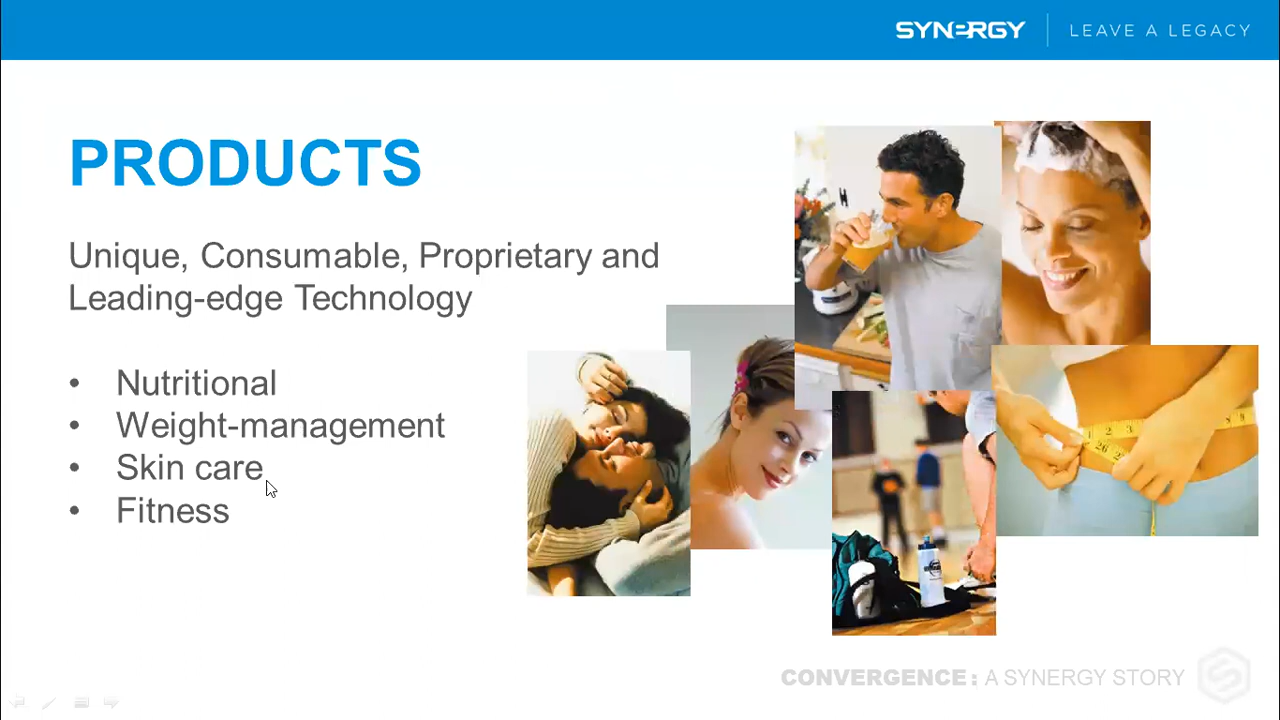 SYNERGY
LEAVE A LEGACY
PRODUCTS
Unique, Consumable, Proprietary and
Leading-edge Technology
• Nutritional
• Weight-management
• Skin care
• Fitness
CONVERGENCE: A SYNERGY STORY